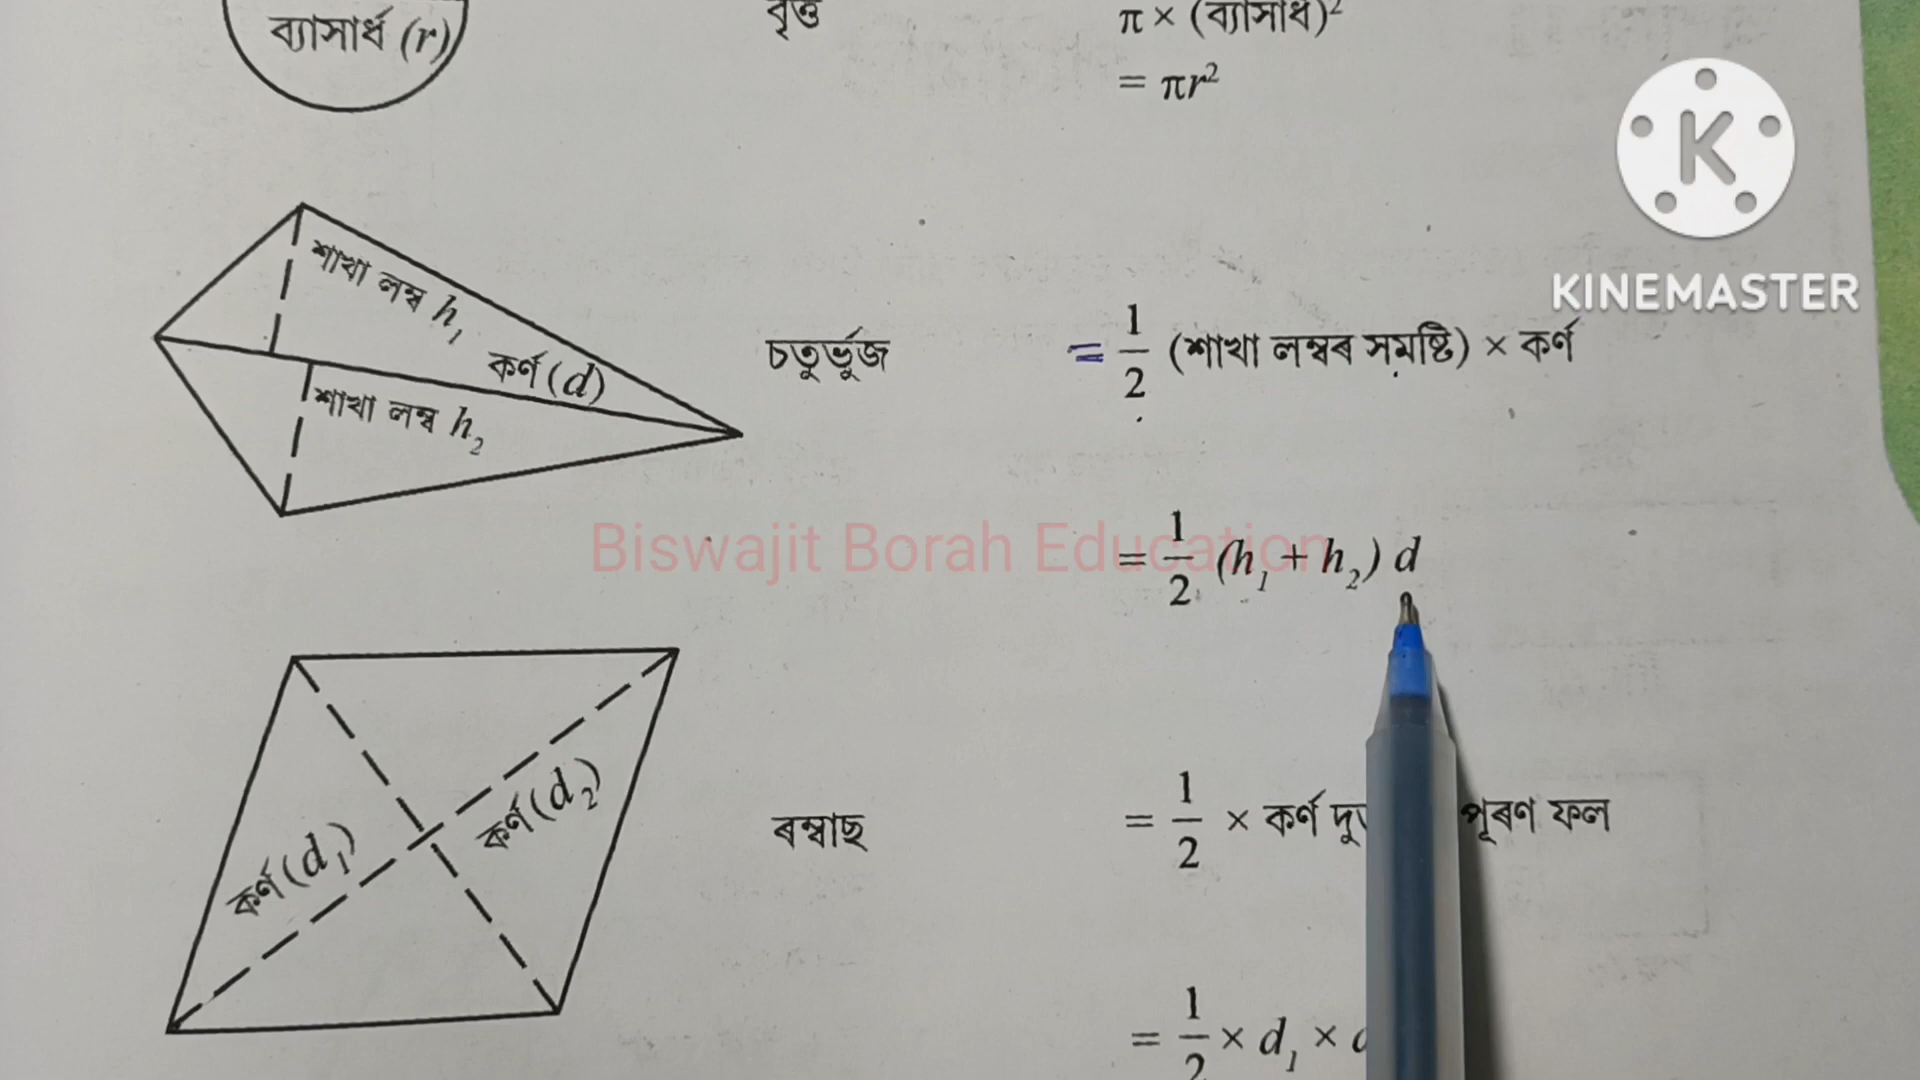 ব্যাসাৰ্ধ (r)
বৃত্ত
π × (ব্যাসাৰ্ধ)²
= πr²
K
KINEMASTER
শাখা লম্ব h₁
কৰ্ণ (d)
শাখা লম্ব h₂
চতুৰ্ভুজ
= 1/2 (শাখা লম্বৰ সমষ্টি) × কৰ্ণ
Biswajit Borah Education
= 1/2 (h₁ + h₂) d
কৰ্ণ (d₁)
কৰ্ণ (d₂)
ৰম্বাছ
= 1/2 × কৰ্ণ পূৰণ ফল
= 1/2 × d₁ ×